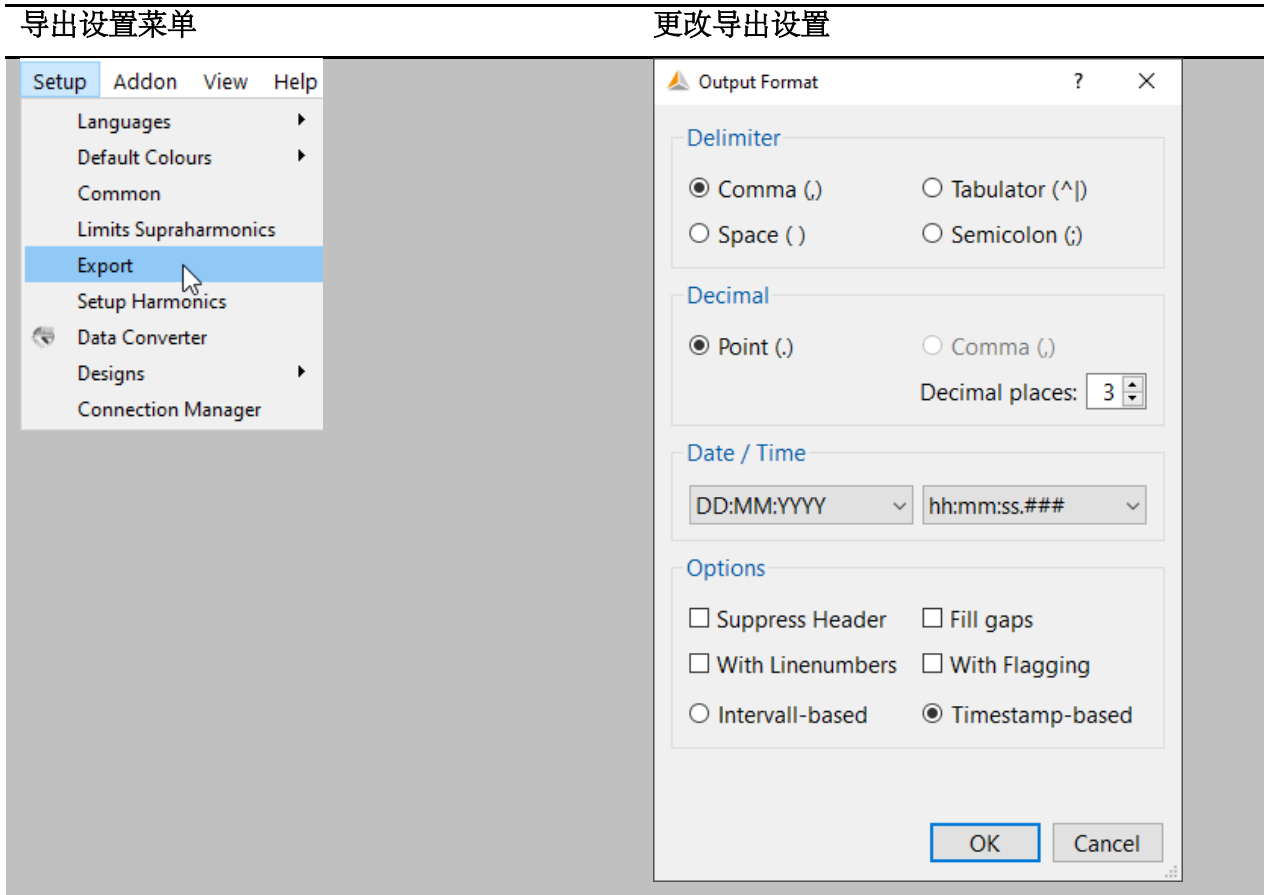 导出设置菜单
更改导出设置
Setup Addon View Help
Languages
Default Colours
Common
Limits Supraharmonics
Export
Setup Harmonics
Data Converter
Designs
Connection Manager
Output Format ?
Delimiter
Comma (,) Tabulator (^|)
Space ( ) Semicolon (;)
Decimal
Point (.) Comma (,)
Decimal places: 3
Date / Time
DD:MM:YYYY hh:mm:ss.###
Options
Suppress Header Fill gaps
With Linenumbers With Flagging
Intervall-based Timestamp-based
OK Cancel